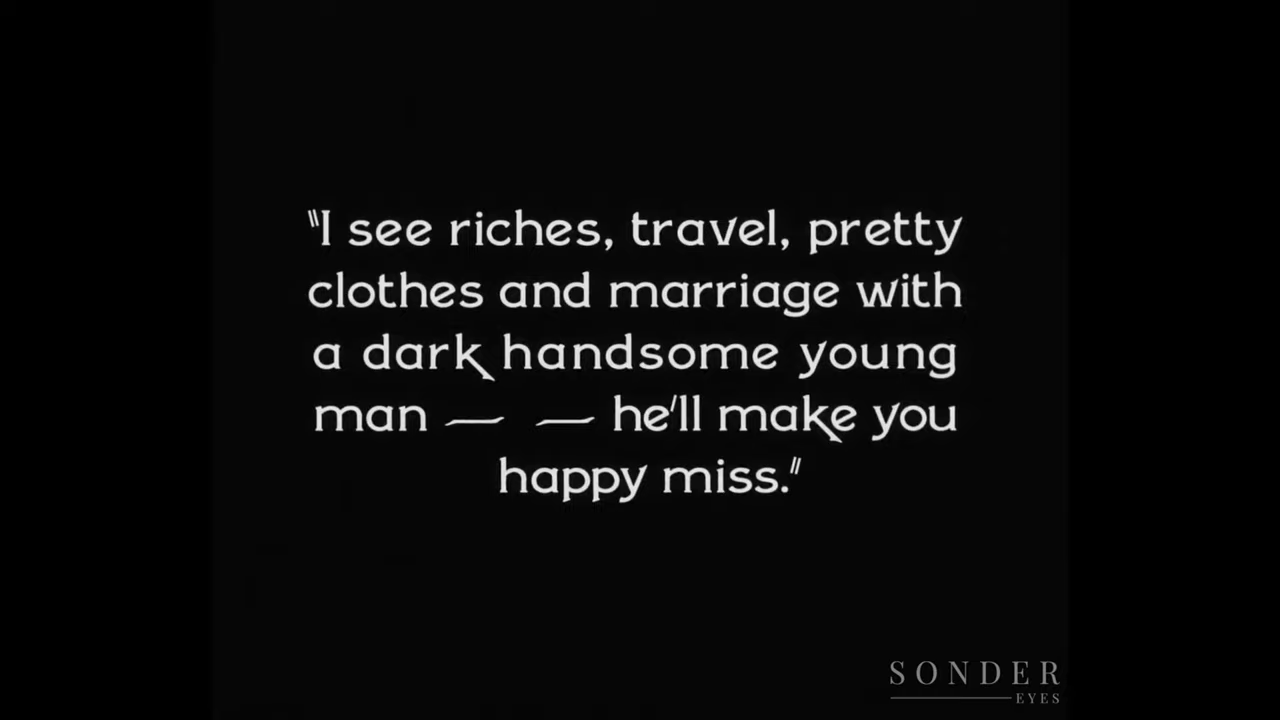 "I see riches, travel, pretty
clothes and marriage with
a dark handsome young
man — — he'll make you
happy miss."
SONDER
EYES